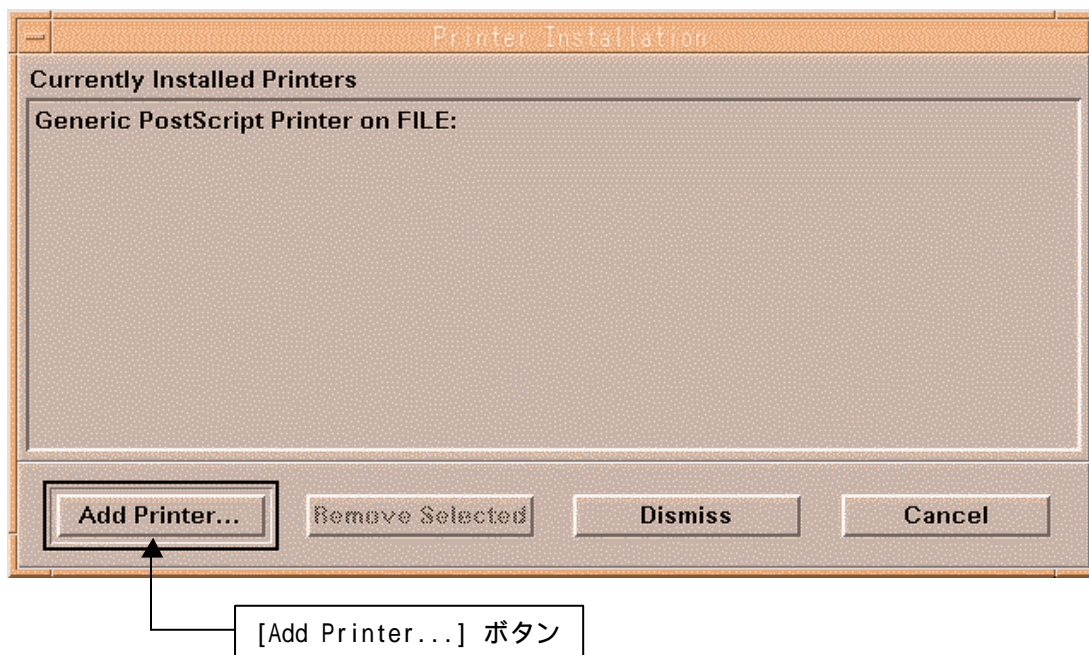 Printer Installation
Currently Installed Printers
Generic PostScript Printer on FILE:
Add Printer... Remove Selected Dismiss Cancel
[Add Printer...] ボタン